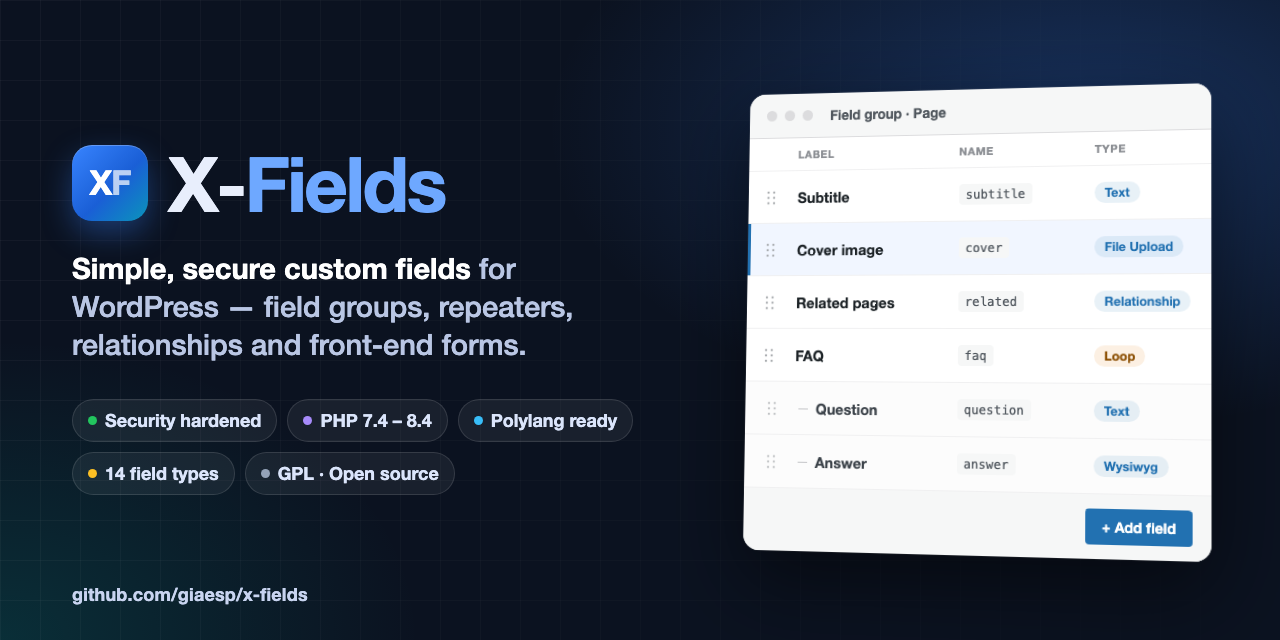 XF X-Fields
Simple, secure custom fields for
WordPress — field groups, repeaters,
relationships and front-end forms.
Security hardened PHP 7.4 – 8.4 Polylang ready
14 field types GPL · Open source
github.com/giaesp/x-fields
Field group · Page
LABEL NAME TYPE
Subtitle subtitle Text
Cover image cover File Upload
Related pages related Relationship
FAQ faq Loop
— Question question Text
— Answer answer Wysiwyg
+ Add field